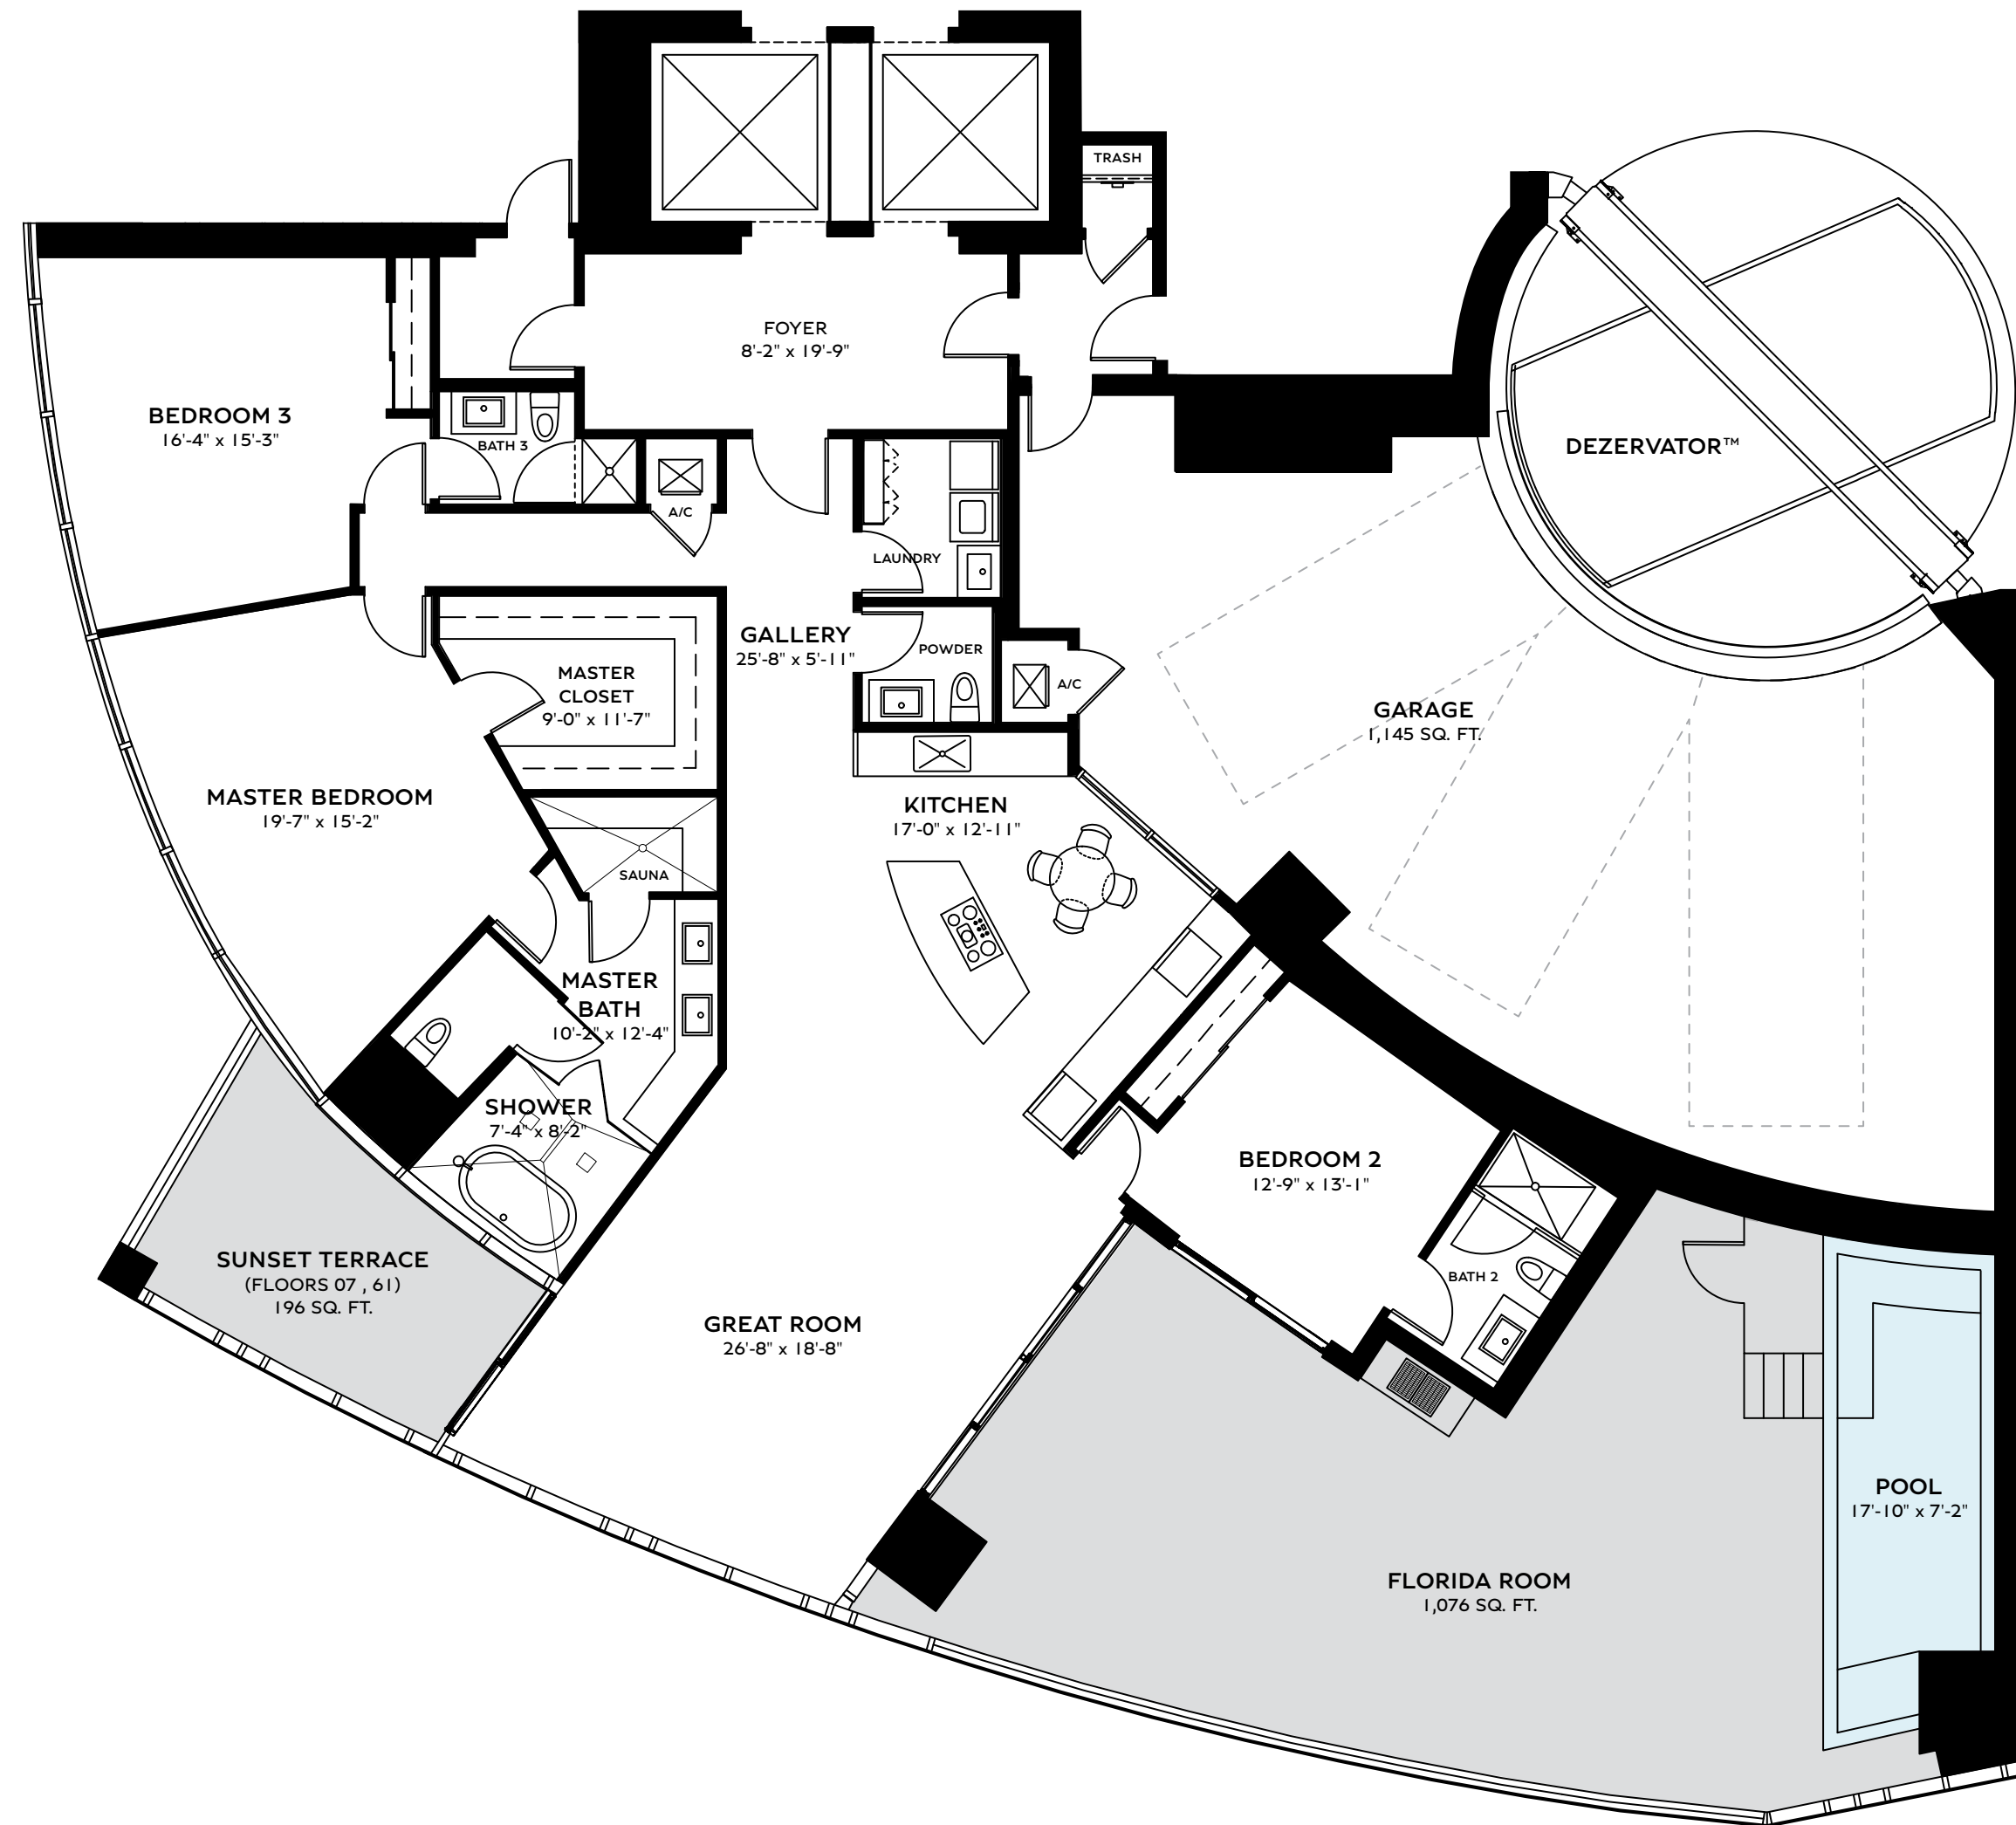 TRASH
FOYER
8'-2" x 19'-9"
BEDROOM 3
16'-4" x 15'-3"
BATH 3
A/C
LAUNDRY
DEZERVATOR™
GALLERY
25'-8" x 5'-11"
POWDER
A/C
MASTER
CLOSET
9'-0" x 11'-7"
GARAGE
1,145 SQ. FT.
MASTER BEDROOM
19'-7" x 15'-2"
KITCHEN
17'-0" x 12'-11"
SAUNA
MASTER
BATH
10'-2" x 12'-4"
SHOWER
7'-4" x 8'-2"
BEDROOM 2
12'-9" x 13'-1"
BATH 2
SUNSET TERRACE
(FLOORS 07 , 61)
196 SQ. FT.
GREAT ROOM
26'-8" x 18'-8"
POOL
17'-10" x 7'-2"
FLORIDA ROOM
1,076 SQ. FT.